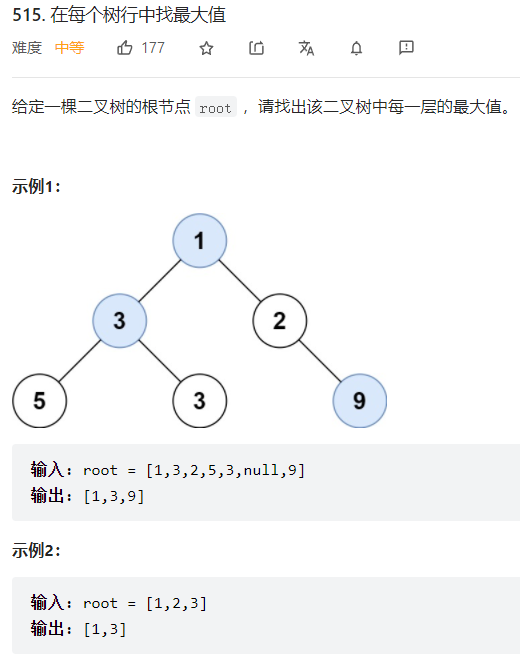 515. 在每个树行中找最大值
难度 中等 177
给定一棵二叉树的根节点 root ，请找出该二叉树中每一层的最大值。
示例1：
1
3 2
5 3 9
输入：root = [1,3,2,5,3,null,9]
输出：[1,3,9]
示例2：
输入：root = [1,2,3]
输出：[1,3]